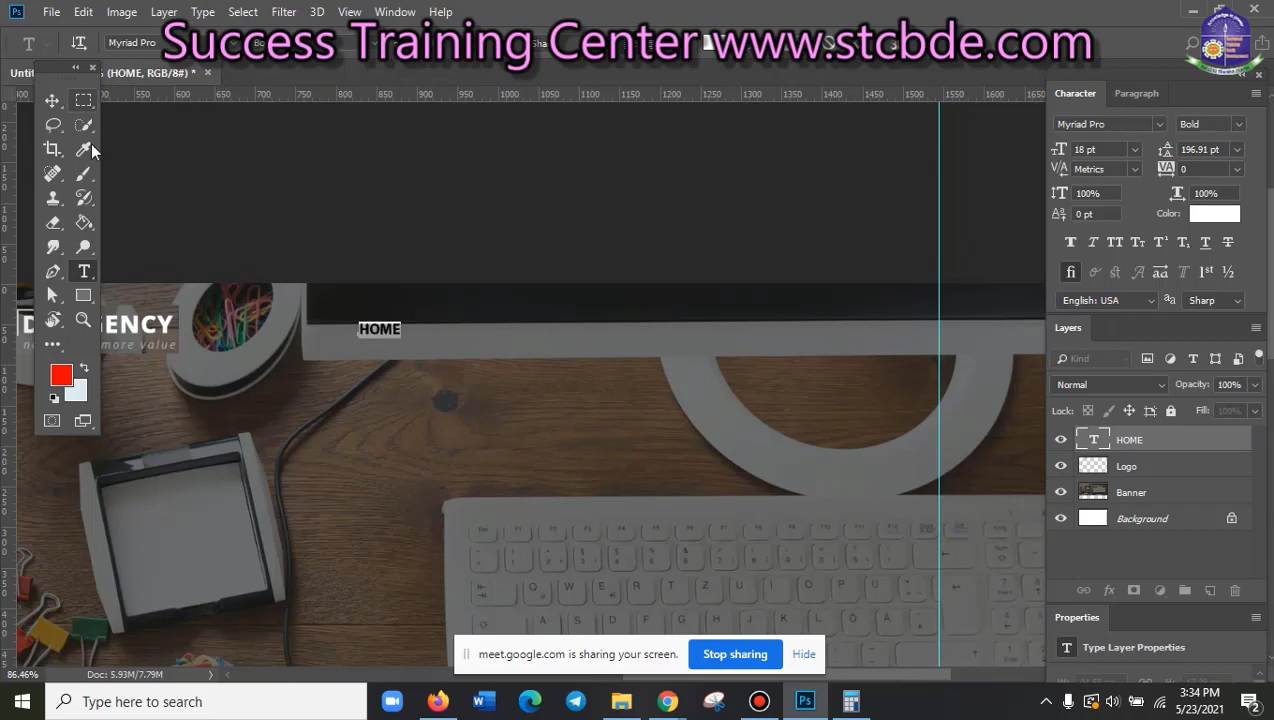 Ps File Edit Image Layer Type Select Filter 3D View Window Help
Success Training Center www.stcbde.com
T Myriad Pro
(HOME, RGB/8#) * ×
550 600 650 700 750 800 850 900 950 1000 1050 1100 1150 1200 1250 1300 1350 1400 1450 1500 1550 1600 1650
Character Paragraph
Myriad Pro Bold
18 pt 196.91 pt
Metrics 0
100% 100%
0 pt Color:
fi
English: USA Sharp
Layers
Kind
Normal Opacity: 100%
Lock: Fill: 100%
HOME
Logo
Banner
Background
Properties
Type Layer Properties
GENCY
more value
HOME
meet.google.com is sharing your screen. Stop sharing Hide
86.46% Doc: 5.93M/7.79M
Type here to search
3:34 PM
5/23/2021
2